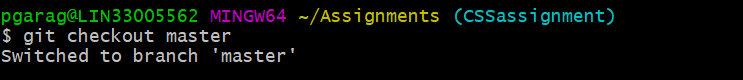 pgarag@LIN33005562 MINGW64 ~/Assignments (CSSassignment)
$ git checkout master
Switched to branch 'master'